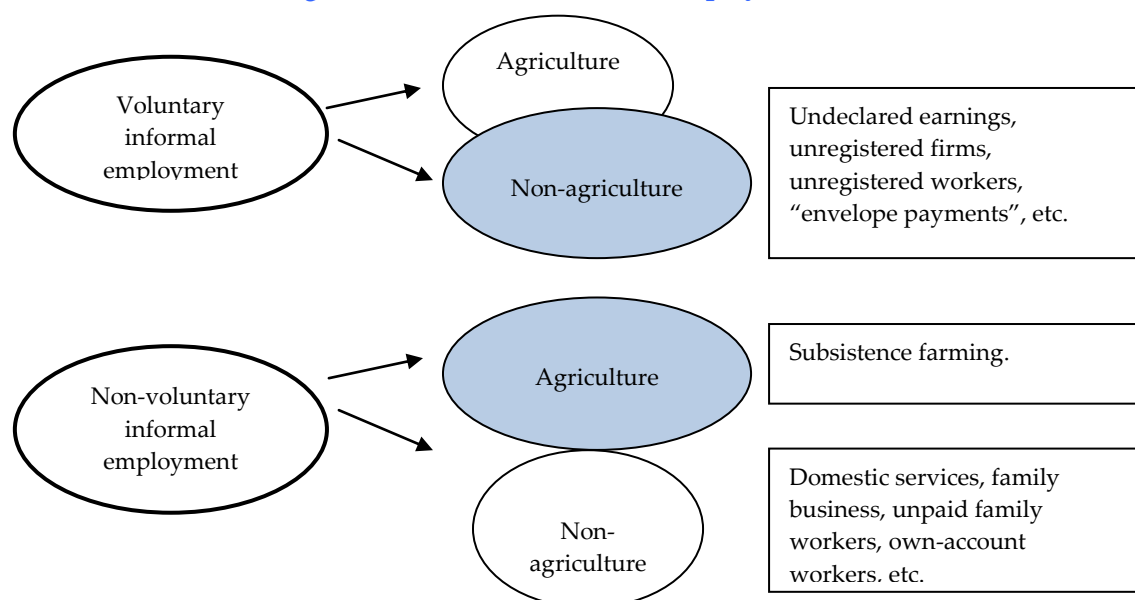 Agriculture
Voluntary
informal
employment
Non-agriculture
Undeclared earnings,
unregistered firms,
unregistered workers,
“envelope payments”, etc.
Non-voluntary
informal
employment
Agriculture
Subsistence farming.
Non-
agriculture
Domestic services, family
business, unpaid family
workers, own-account
workers, etc.